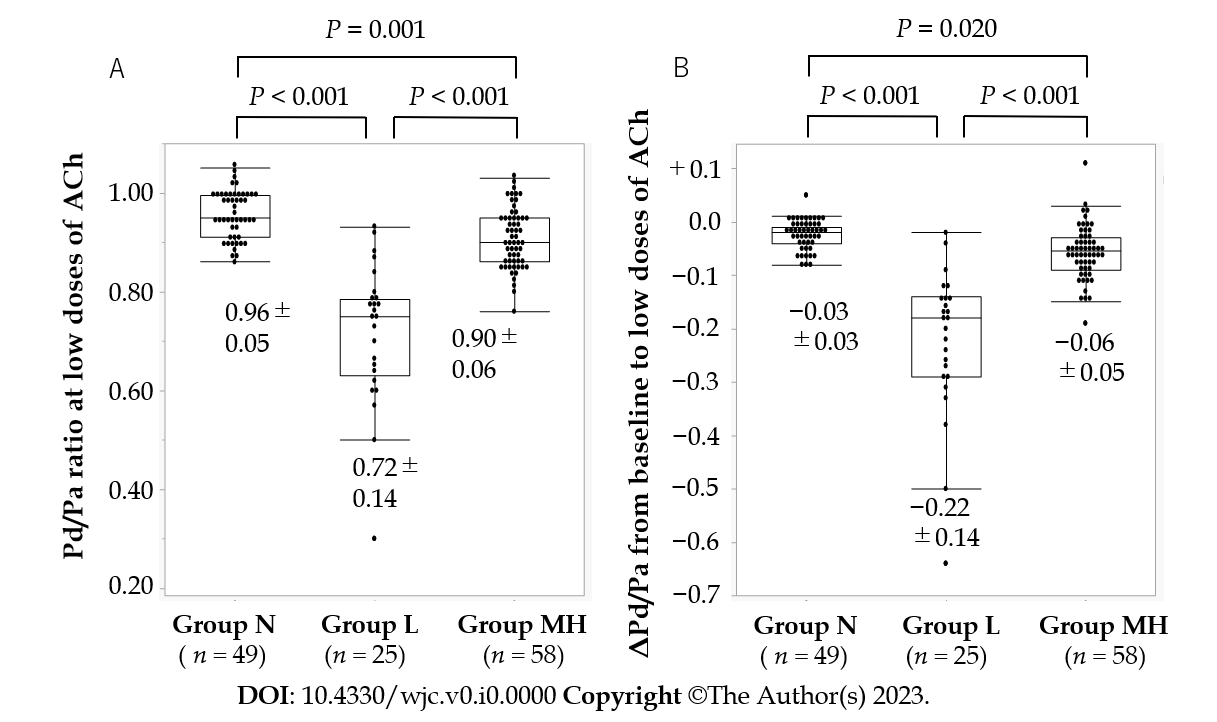 A
P = 0.001
P < 0.001 P < 0.001
Pd/Pa ratio at low doses of ACh
1.00
0.80
0.60
0.40
0.20
0.96 ±
0.05
0.72 ±
0.14
0.90 ±
0.06
Group N Group L Group MH
( n = 49) (n = 25) (n = 58)
B
P = 0.020
P < 0.001 P < 0.001
ΔPd/Pa from baseline to low doses of ACh
+0.1
0.0
−0.1
−0.2
−0.3
−0.4
−0.5
−0.6
−0.7
−0.03
±0.03
−0.22
±0.14
−0.06
±0.05
Group N Group L Group MH
( n = 49) (n = 25) (n = 58)
DOI: 10.4330/wjc.v0.i0.0000 Copyright ©The Author(s) 2023.